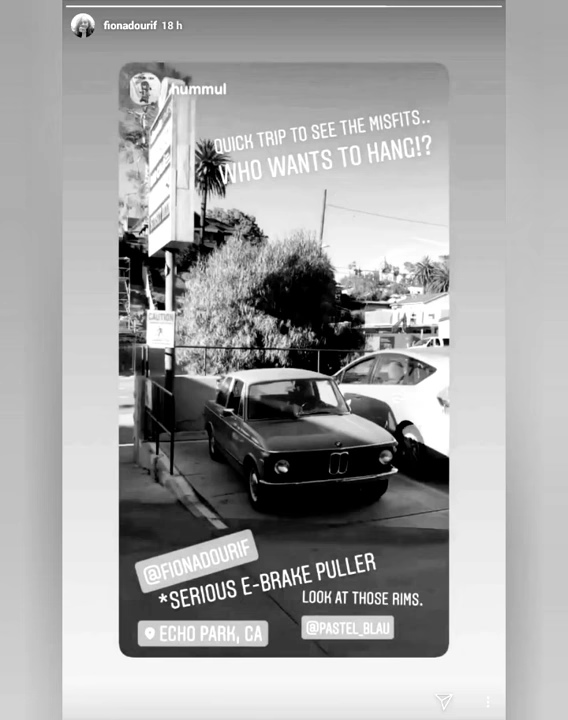 fionadourif 18 h
hummul
QUICK TRIP TO SEE THE MISFITS..
WHO WANTS TO HANG!?
CAUTION
@FIONADOURIF
*SERIOUS E-BRAKE PULLER
LOOK AT THOSE RIMS.
ECHO PARK, CA
@PASTEL_BLAU